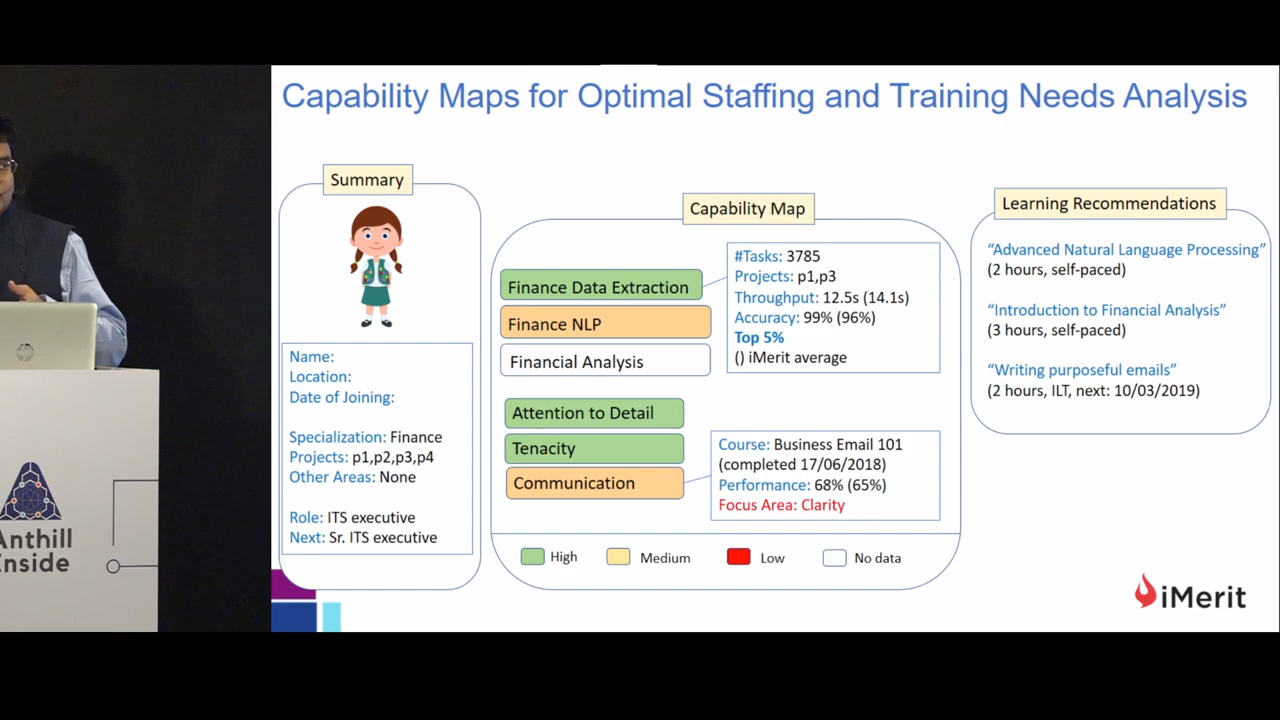 Capability Maps for Optimal Staffing and Training Needs Analysis
Summary
Name:
Location:
Date of Joining:
Specialization: Finance
Projects: p1,p2,p3,p4
Other Areas: None
Role: ITS executive
Next: Sr. ITS executive
Capability Map
Finance Data Extraction
Finance NLP
Financial Analysis
#Tasks: 3785
Projects: p1,p3
Throughput: 12.5s (14.1s)
Accuracy: 99% (96%)
Top 5%
() iMerit average
Attention to Detail
Tenacity
Communication
Course: Business Email 101
(completed 17/06/2018)
Performance: 68% (65%)
Focus Area: Clarity
High
Medium
Low
No data
Learning Recommendations
“Advanced Natural Language Processing”
(2 hours, self-paced)
“Introduction to Financial Analysis”
(3 hours, self-paced)
“Writing purposeful emails”
(2 hours, ILT, next: 10/03/2019)
iMerit
Anthill
Inside
hp